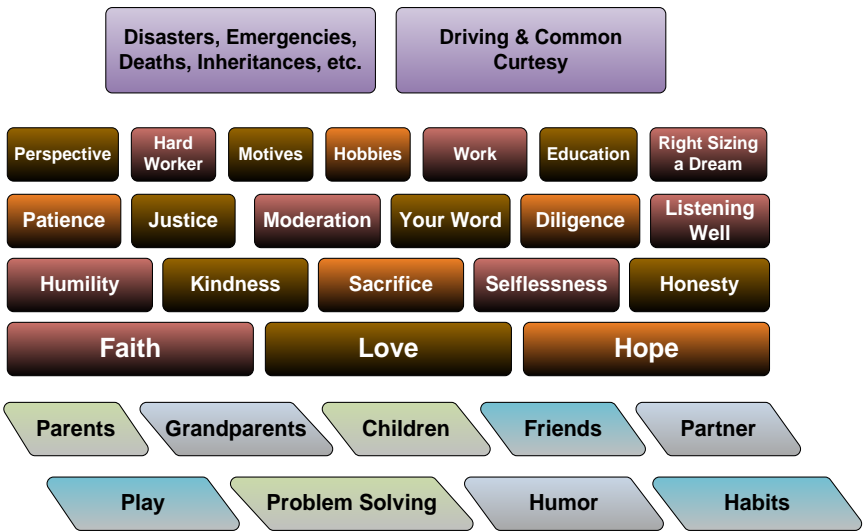 Disasters, Emergencies,
Deaths, Inheritances, etc.
Driving & Common
Curtesy
Perspective
Hard
Worker
Motives
Hobbies
Work
Education
Right Sizing
a Dream
Patience
Justice
Moderation
Your Word
Diligence
Listening
Well
Humility
Kindness
Sacrifice
Selflessness
Honesty
Faith
Love
Hope
Parents
Grandparents
Children
Friends
Partner
Play
Problem Solving
Humor
Habits